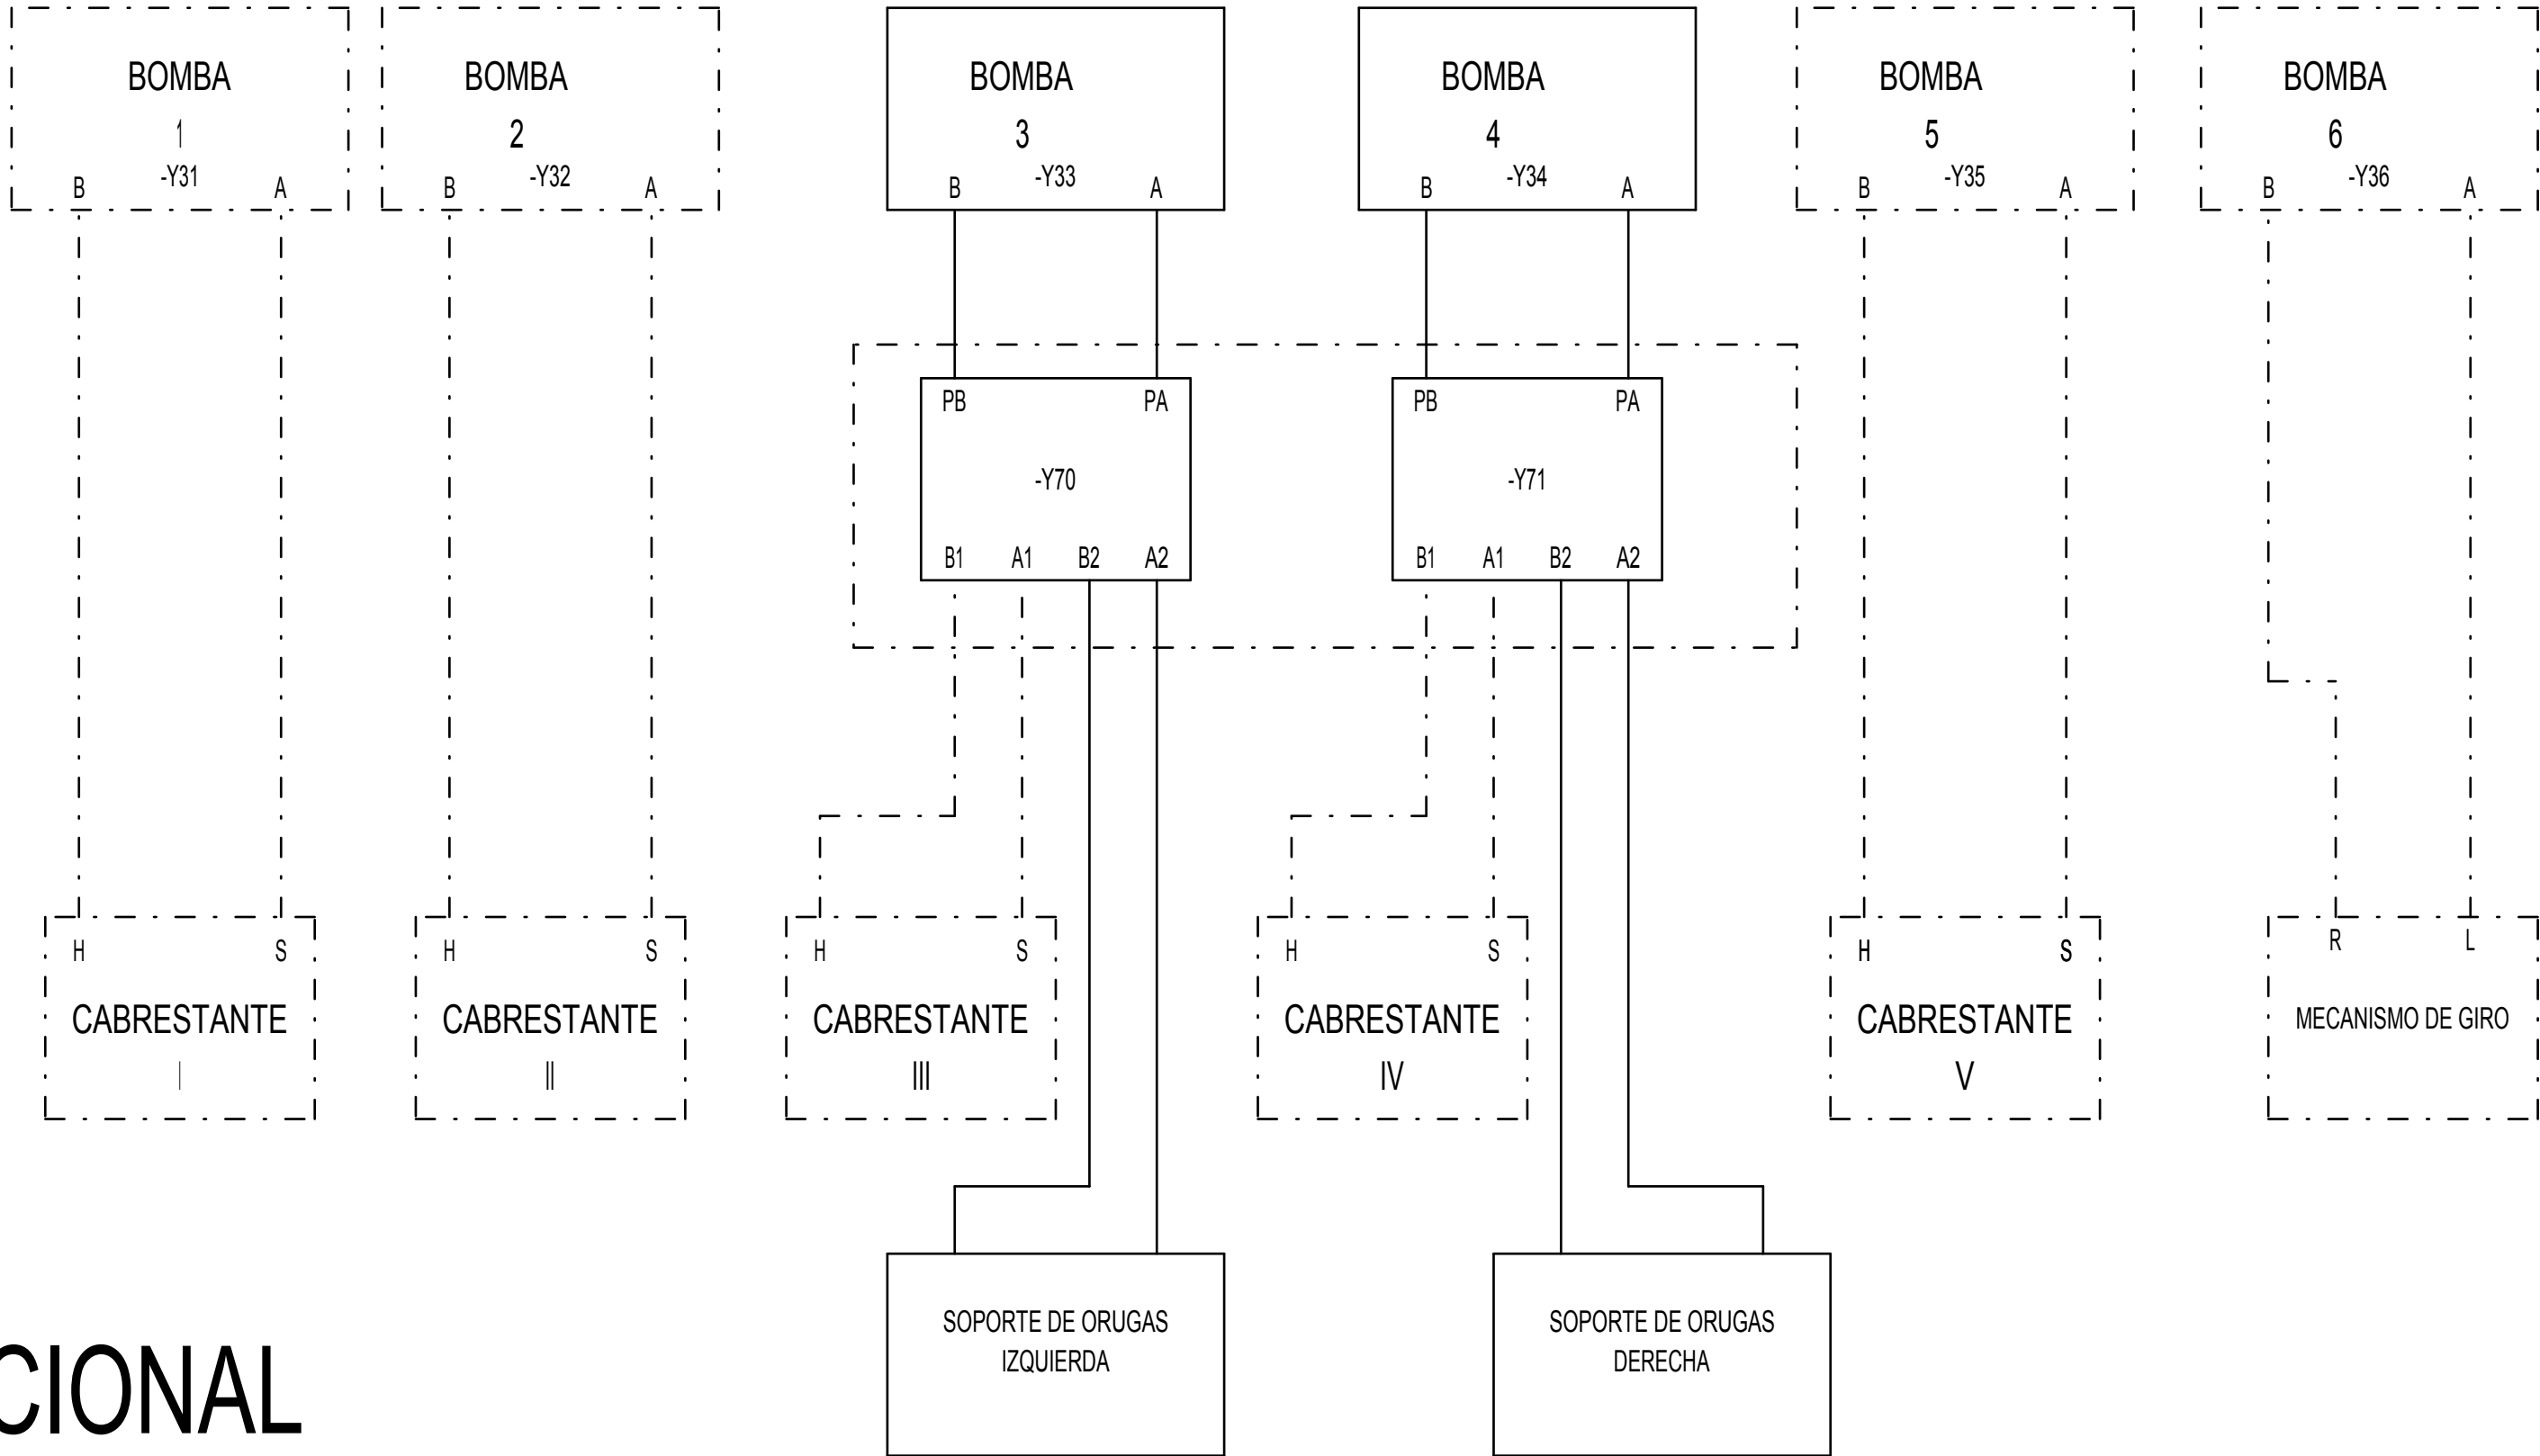 BOMBA
1
-Y31
B A
BOMBA
2
-Y32
B A
BOMBA
3
-Y33
B A
BOMBA
4
-Y34
B A
BOMBA
5
-Y35
B A
BOMBA
6
-Y36
B A
PB PA
-Y70
B1 A1 B2 A2
PB PA
-Y71
B1 A1 B2 A2
H S
CABRESTANTE
I
H S
CABRESTANTE
II
H S
CABRESTANTE
III
H S
CABRESTANTE
IV
H S
CABRESTANTE
V
R L
MECANISMO DE GIRO
SOPORTE DE ORUGAS
IZQUIERDA
SOPORTE DE ORUGAS
DERECHA
CIONAL